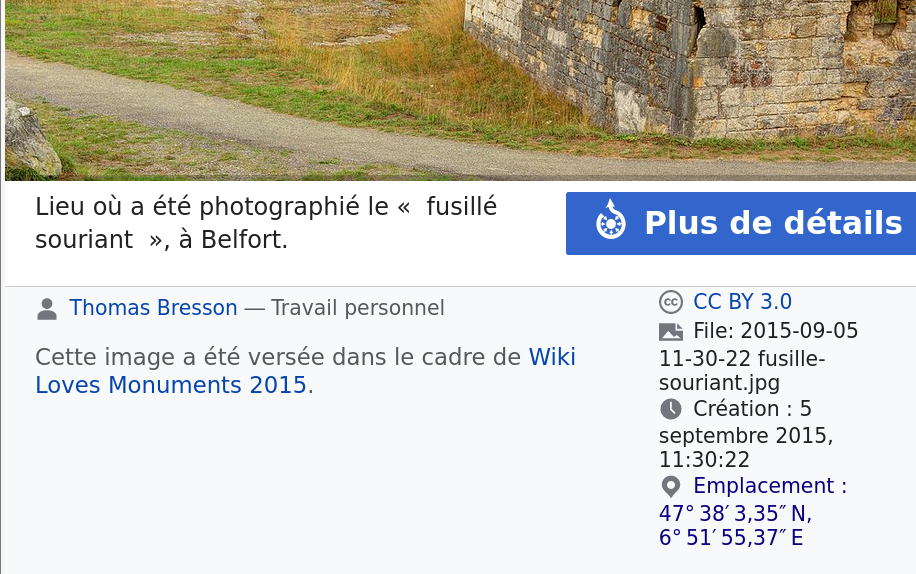 Lieu où a été photographié le «  fusillé
souriant  », à Belfort.
Plus de détails
Thomas Bresson — Travail personnel
Cette image a été versée dans le cadre de Wiki
Loves Monuments 2015.
CC BY 3.0
File: 2015-09-05
11-30-22 fusille-
souriant.jpg
Création : 5
septembre 2015,
11:30:22
Emplacement :
47° 38′ 3,35″ N,
6° 51′ 55,37″ E